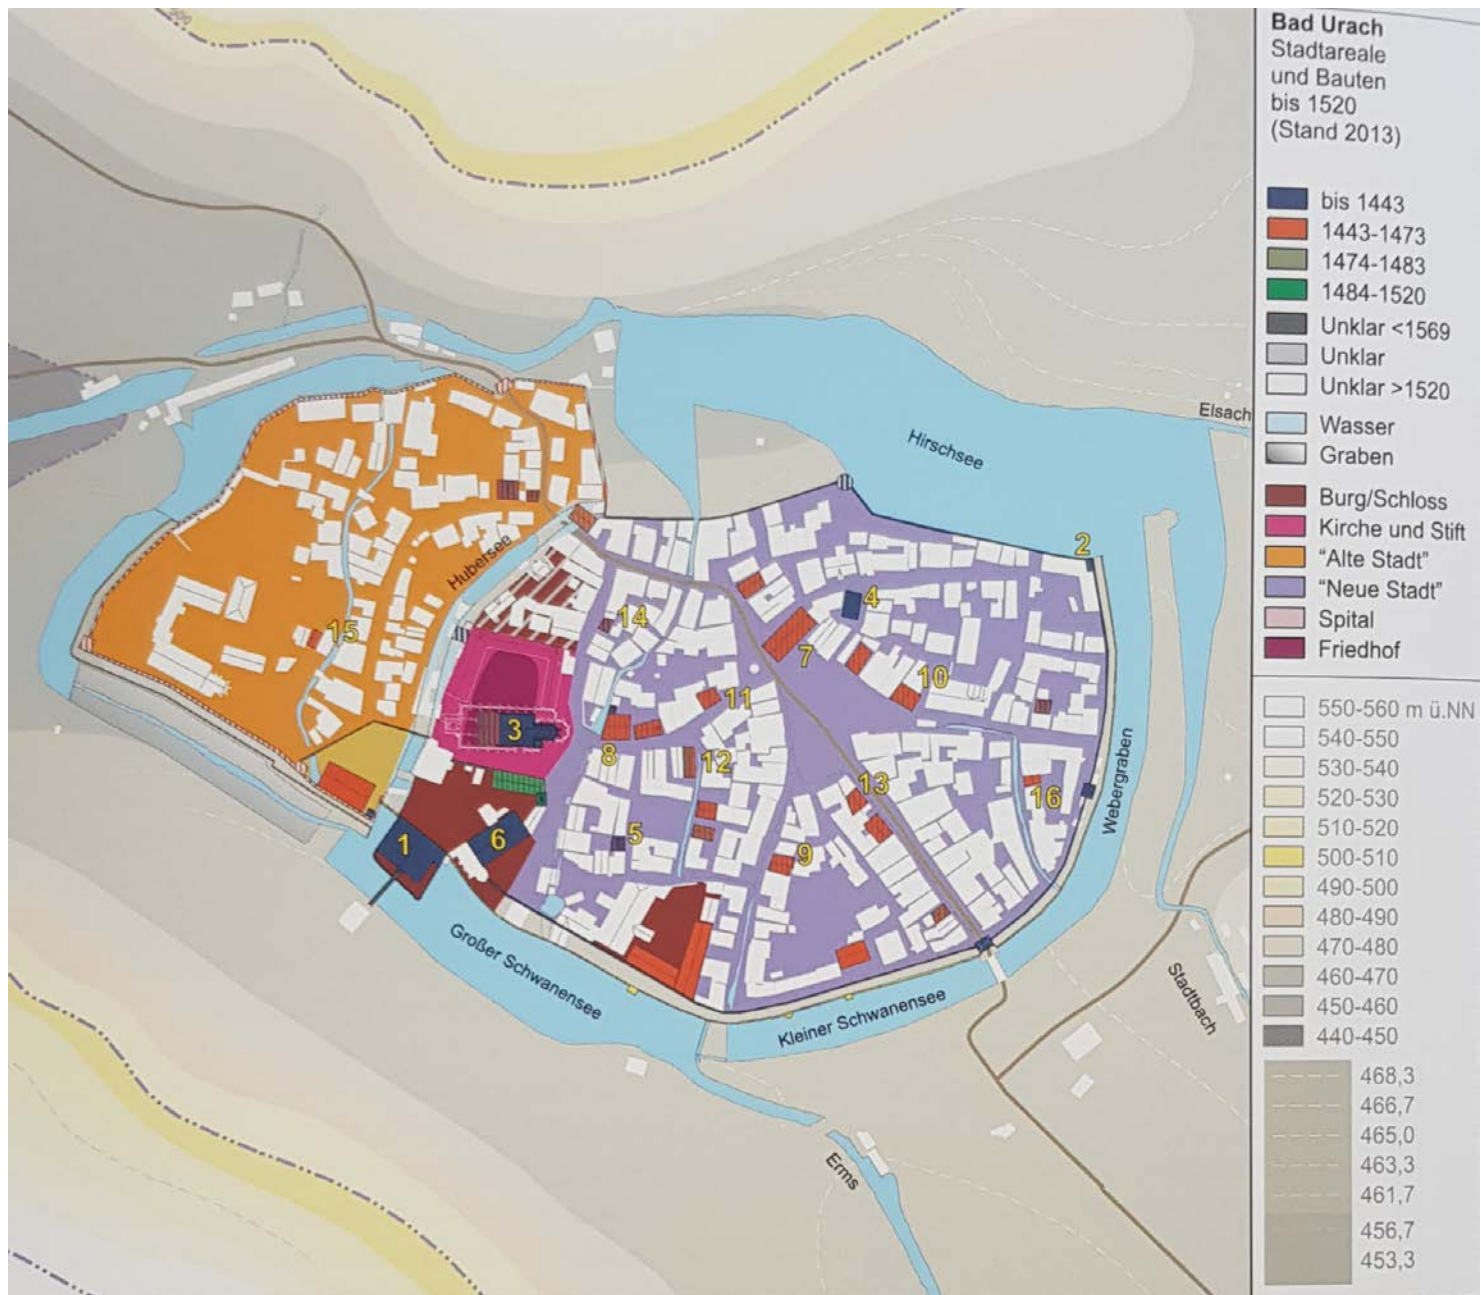 Bad Urach
Stadtareale
und Bauten
bis 1520
(Stand 2013)
bis 1443
1443-1473
1474-1483
1484-1520
Unklar <1569
Unklar
Unklar >1520
Wasser
Graben
Burg/Schloss
Kirche und Stift
"Alte Stadt"
"Neue Stadt"
Spital
Friedhof
550-560 m ü.NN
540-550
530-540
520-530
510-520
500-510
490-500
480-490
470-480
460-470
450-460
440-450
468,3
466,7
465,0
463,3
461,7
456,7
453,3
500
Elsach
Hirschsee
2
Hubersee
4
14
15
7
10
11
3
8
12
Webergraben
13
16
5
1
6
9
Großer Schwanensee
Kleiner Schwanensee
Stadtbach
Erms